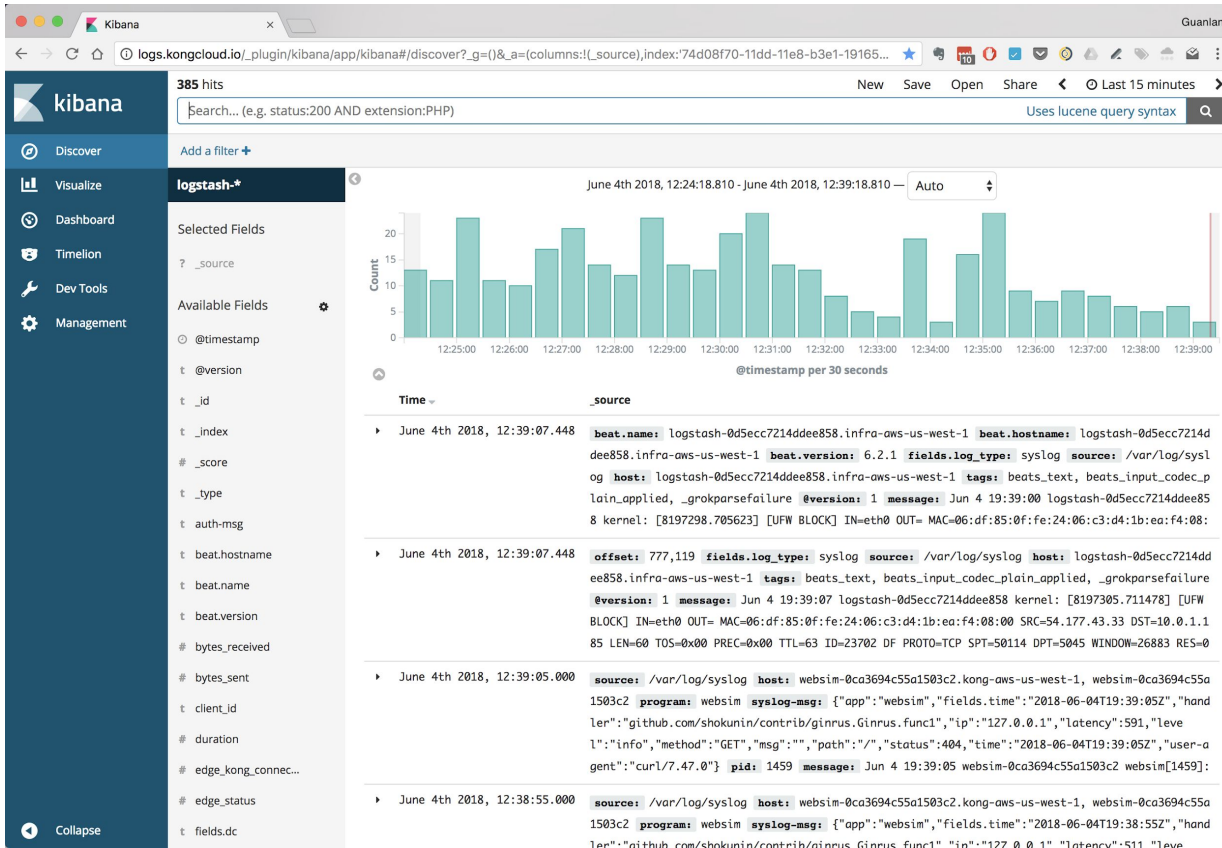 Kibana
Guanlan
logs.kongcloud.io/_plugin/kibana/app/kibana#/discover?_g=()&_a=(columns:!(_source),index:'74d08f70-11dd-11e8-b3e1-19165...
10
kibana
385 hits
New Save Open Share Last 15 minutes
Search... (e.g. status:200 AND extension:PHP) Uses lucene query syntax
Add a filter +
Discover
Visualize
Dashboard
Timelion
Dev Tools
Management
Collapse
logstash-*
Selected Fields
? _source
Available Fields
@timestamp
t @version
t _id
t _index
# _score
t _type
t auth-msg
t beat.hostname
t beat.name
t beat.version
# bytes_received
# bytes_sent
t client_id
# duration
# edge_kong_connec...
# edge_status
t fields.dc
June 4th 2018, 12:24:18.810 - June 4th 2018, 12:39:18.810 — Auto
Count
20
15
10
5
0
12:25:00 12:26:00 12:27:00 12:28:00 12:29:00 12:30:00 12:31:00 12:32:00 12:33:00 12:34:00 12:35:00 12:36:00 12:37:00 12:38:00 12:39:00
@timestamp per 30 seconds
Time _source
June 4th 2018, 12:39:07.448 beat.name: logstash-0d5ecc7214ddee858.infra-aws-us-west-1 beat.hostname: logstash-0d5ecc7214d
dee858.infra-aws-us-west-1 beat.version: 6.2.1 fields.log_type: syslog source: /var/log/sysl
og host: logstash-0d5ecc7214ddee858.infra-aws-us-west-1 tags: beats_text, beats_input_codec_p
lain_applied, _grokparsefailure @version: 1 message: Jun 4 19:39:00 logstash-0d5ecc7214ddee85
8 kernel: [8197298.705623] [UFW BLOCK] IN=eth0 OUT= MAC=06:df:85:0f:fe:24:06:c3:d4:1b:ea:f4:08:
June 4th 2018, 12:39:07.448 offset: 777,119 fields.log_type: syslog source: /var/log/syslog host: logstash-0d5ecc7214dd
ee858.infra-aws-us-west-1 tags: beats_text, beats_input_codec_plain_applied, _grokparsefailure
@version: 1 message: Jun 4 19:39:07 logstash-0d5ecc7214ddee858 kernel: [8197305.711478] [UFW
BLOCK] IN=eth0 OUT= MAC=06:df:85:0f:fe:24:06:c3:d4:1b:ea:f4:08:00 SRC=54.177.43.33 DST=10.0.1.1
85 LEN=60 TOS=0x00 PREC=0x00 TTL=63 ID=23702 DF PROTO=TCP SPT=50114 DPT=5045 WINDOW=26883 RES=0
June 4th 2018, 12:39:05.000 source: /var/log/syslog host: websim-0ca3694c55a1503c2.kong-aws-us-west-1, websim-0ca3694c55a
1503c2 program: websim syslog-msg: {"app":"websim","fields.time":"2018-06-04T19:39:05Z","hand
ler":"github.com/shokunin/contrib/ginrus.Ginrus.func1","ip":"127.0.0.1","latency":591,"leve
l":"info","method":"GET","msg":"","path":"/","status":404,"time":"2018-06-04T19:39:05Z","user-a
gent":"curl/7.47.0"} pid: 1459 message: Jun 4 19:39:05 websim-0ca3694c55a1503c2 websim[1459]:
June 4th 2018, 12:38:55.000 source: /var/log/syslog host: websim-0ca3694c55a1503c2.kong-aws-us-west-1, websim-0ca3694c55a
1503c2 program: websim syslog-msg: {"app":"websim","fields.time":"2018-06-04T19:38:55Z","hand
ler":"github.com/shokunin/contrib/ginrus.Ginrus.func1","ip":"127.0.0.1","latency":511,"leve